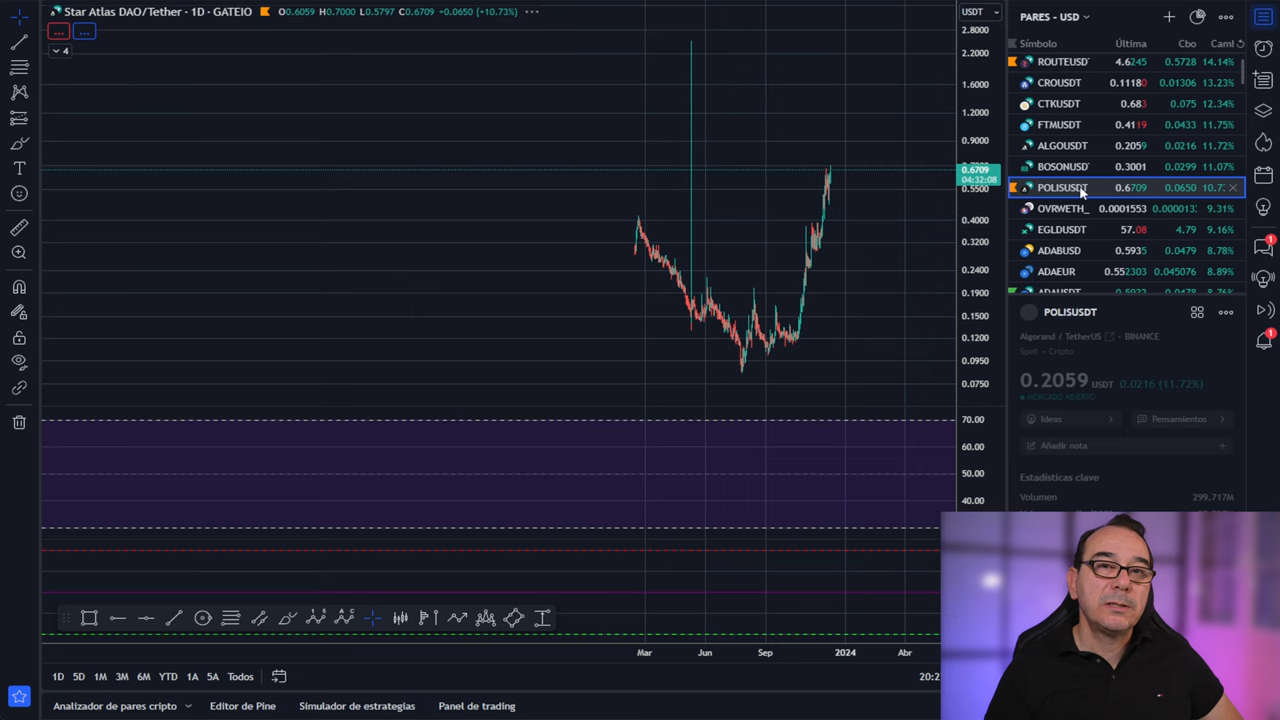 Star Atlas DAO/Tether · 1D · GATEIO O0.6059 H0.7000 L0.5797 C0.6709 +0.0650 (+10.73%)
4
USDT
2.8000
2.2000
1.6000
1.2000
0.9000
0.6709
04:32:08
0.5500
0.4000
0.3200
0.2400
0.1900
0.1500
0.1200
0.0950
0.0750
70.00
60.00
50.00
40.00
Mar Jun Sep 2024 Abr
1D 5D 1M 3M 6M YTD 1A 5A Todos
Analizador de pares cripto Editor de Pine Simulador de estrategias Panel de trading
PARES - USD
Símbolo Última Cbo Caml
ROUTEUSD 4.6245 0.5728 14.14%
CROUSDT 0.11180 0.01306 13.23%
CTKUSDT 0.683 0.075 12.34%
FTMUSDT 0.4119 0.0433 11.75%
ALGOUSDT 0.2059 0.0216 11.72%
BOSONUSD 0.3001 0.0299 11.07%
POLISUSDT 0.6709 0.0650 10.7
OVRWETH_ 0.0001553 0.000013 9.31%
EGLDUSDT 57.08 4.79 9.16%
ADABUSD 0.5935 0.0479 8.78%
ADAEUR 0.552303 0.045076 8.89%
ADAUSDT 0.5932 0.0478 8.76%
POLISUSDT
Algorand / TetherUS · BINANCE
Spot · Cripto
0.2059 USDT 0.0216 (11.72%)
MERCADO ABIERTO
Ideas Pensamientos
Añadir nota
Estadísticas clave
Volumen 299.717M